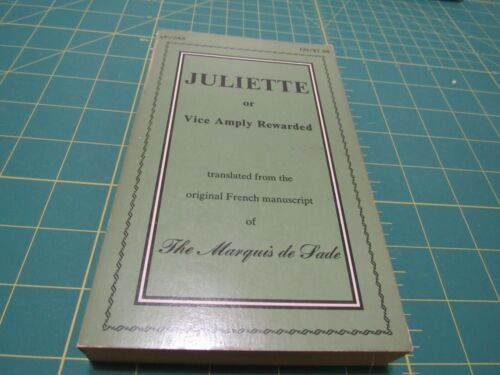 JULIETTE
or
Vice Amply Rewarded
translated from the
original French manuscript
of
The Marquis de Sade